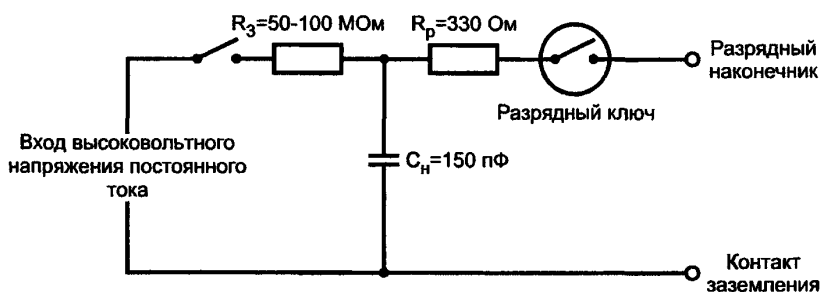 Rз=50-100 МОм
Rр=330 Ом
Разрядный
наконечник
Разрядный ключ
Вход высоковольтного
напряжения постоянного
тока
Cн=150 пФ
Контакт
заземления